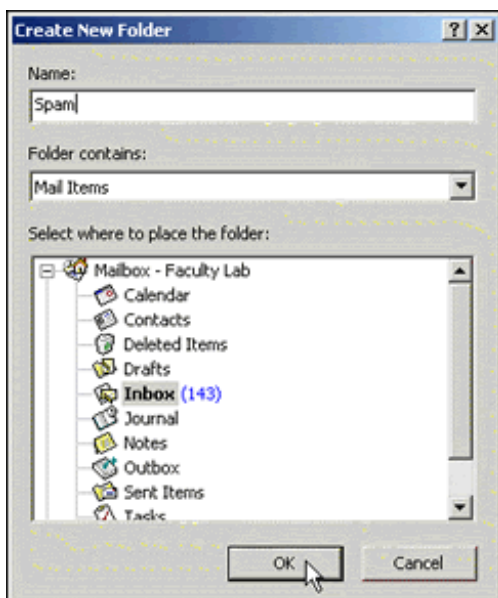 Create New Folder
Name:
Spam
Folder contains:
Mail Items
Select where to place the folder:
Mailbox - Faculty Lab
Calendar
Contacts
Deleted Items
Drafts
Inbox (143)
Journal
Notes
Outbox
Sent Items
Tasks
OK Cancel